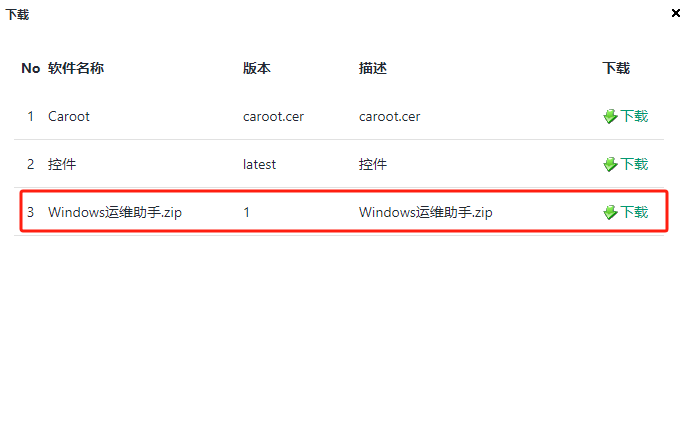 下载
No 软件名称 版本 描述 下载
1 Caroot caroot.cer caroot.cer 下载
2 控件 latest 控件 下载
3 Windows运维助手.zip 1 Windows运维助手.zip 下载